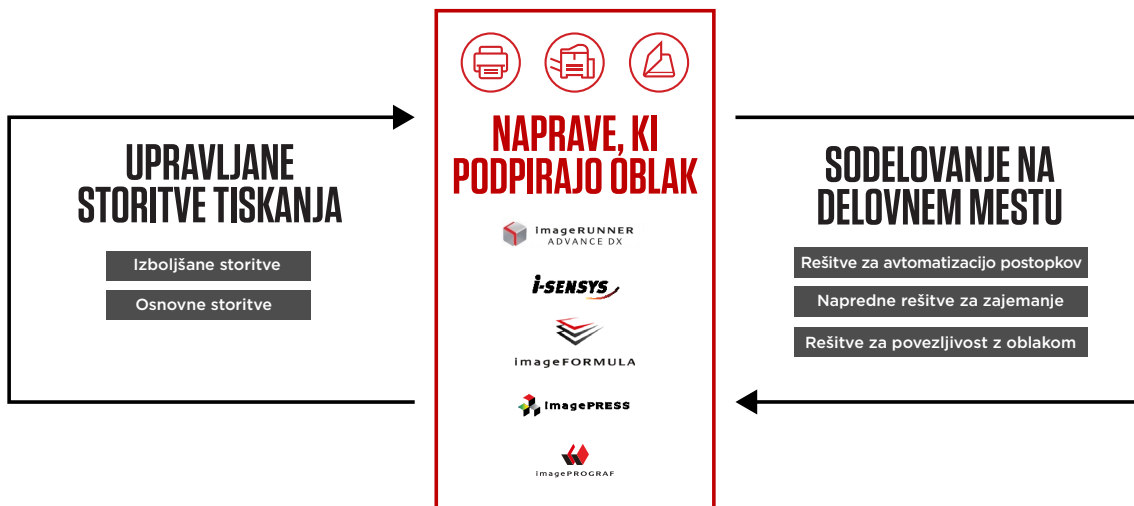 UPRAVLJANE
STORITVE TISKANJA
Izboljšane storitve
Osnovne storitve
NAPRAVE, KI
PODPIRAJO OBLAK
imageRUNNER
ADVANCE DX
i-SENSYS
imageFORMULA
imagePRESS
imagePROGRAF
SODELOVANJE NA
DELOVNEM MESTU
Rešitve za avtomatizacijo postopkov
Napredne rešitve za zajemanje
Rešitve za povezljivost z oblakom